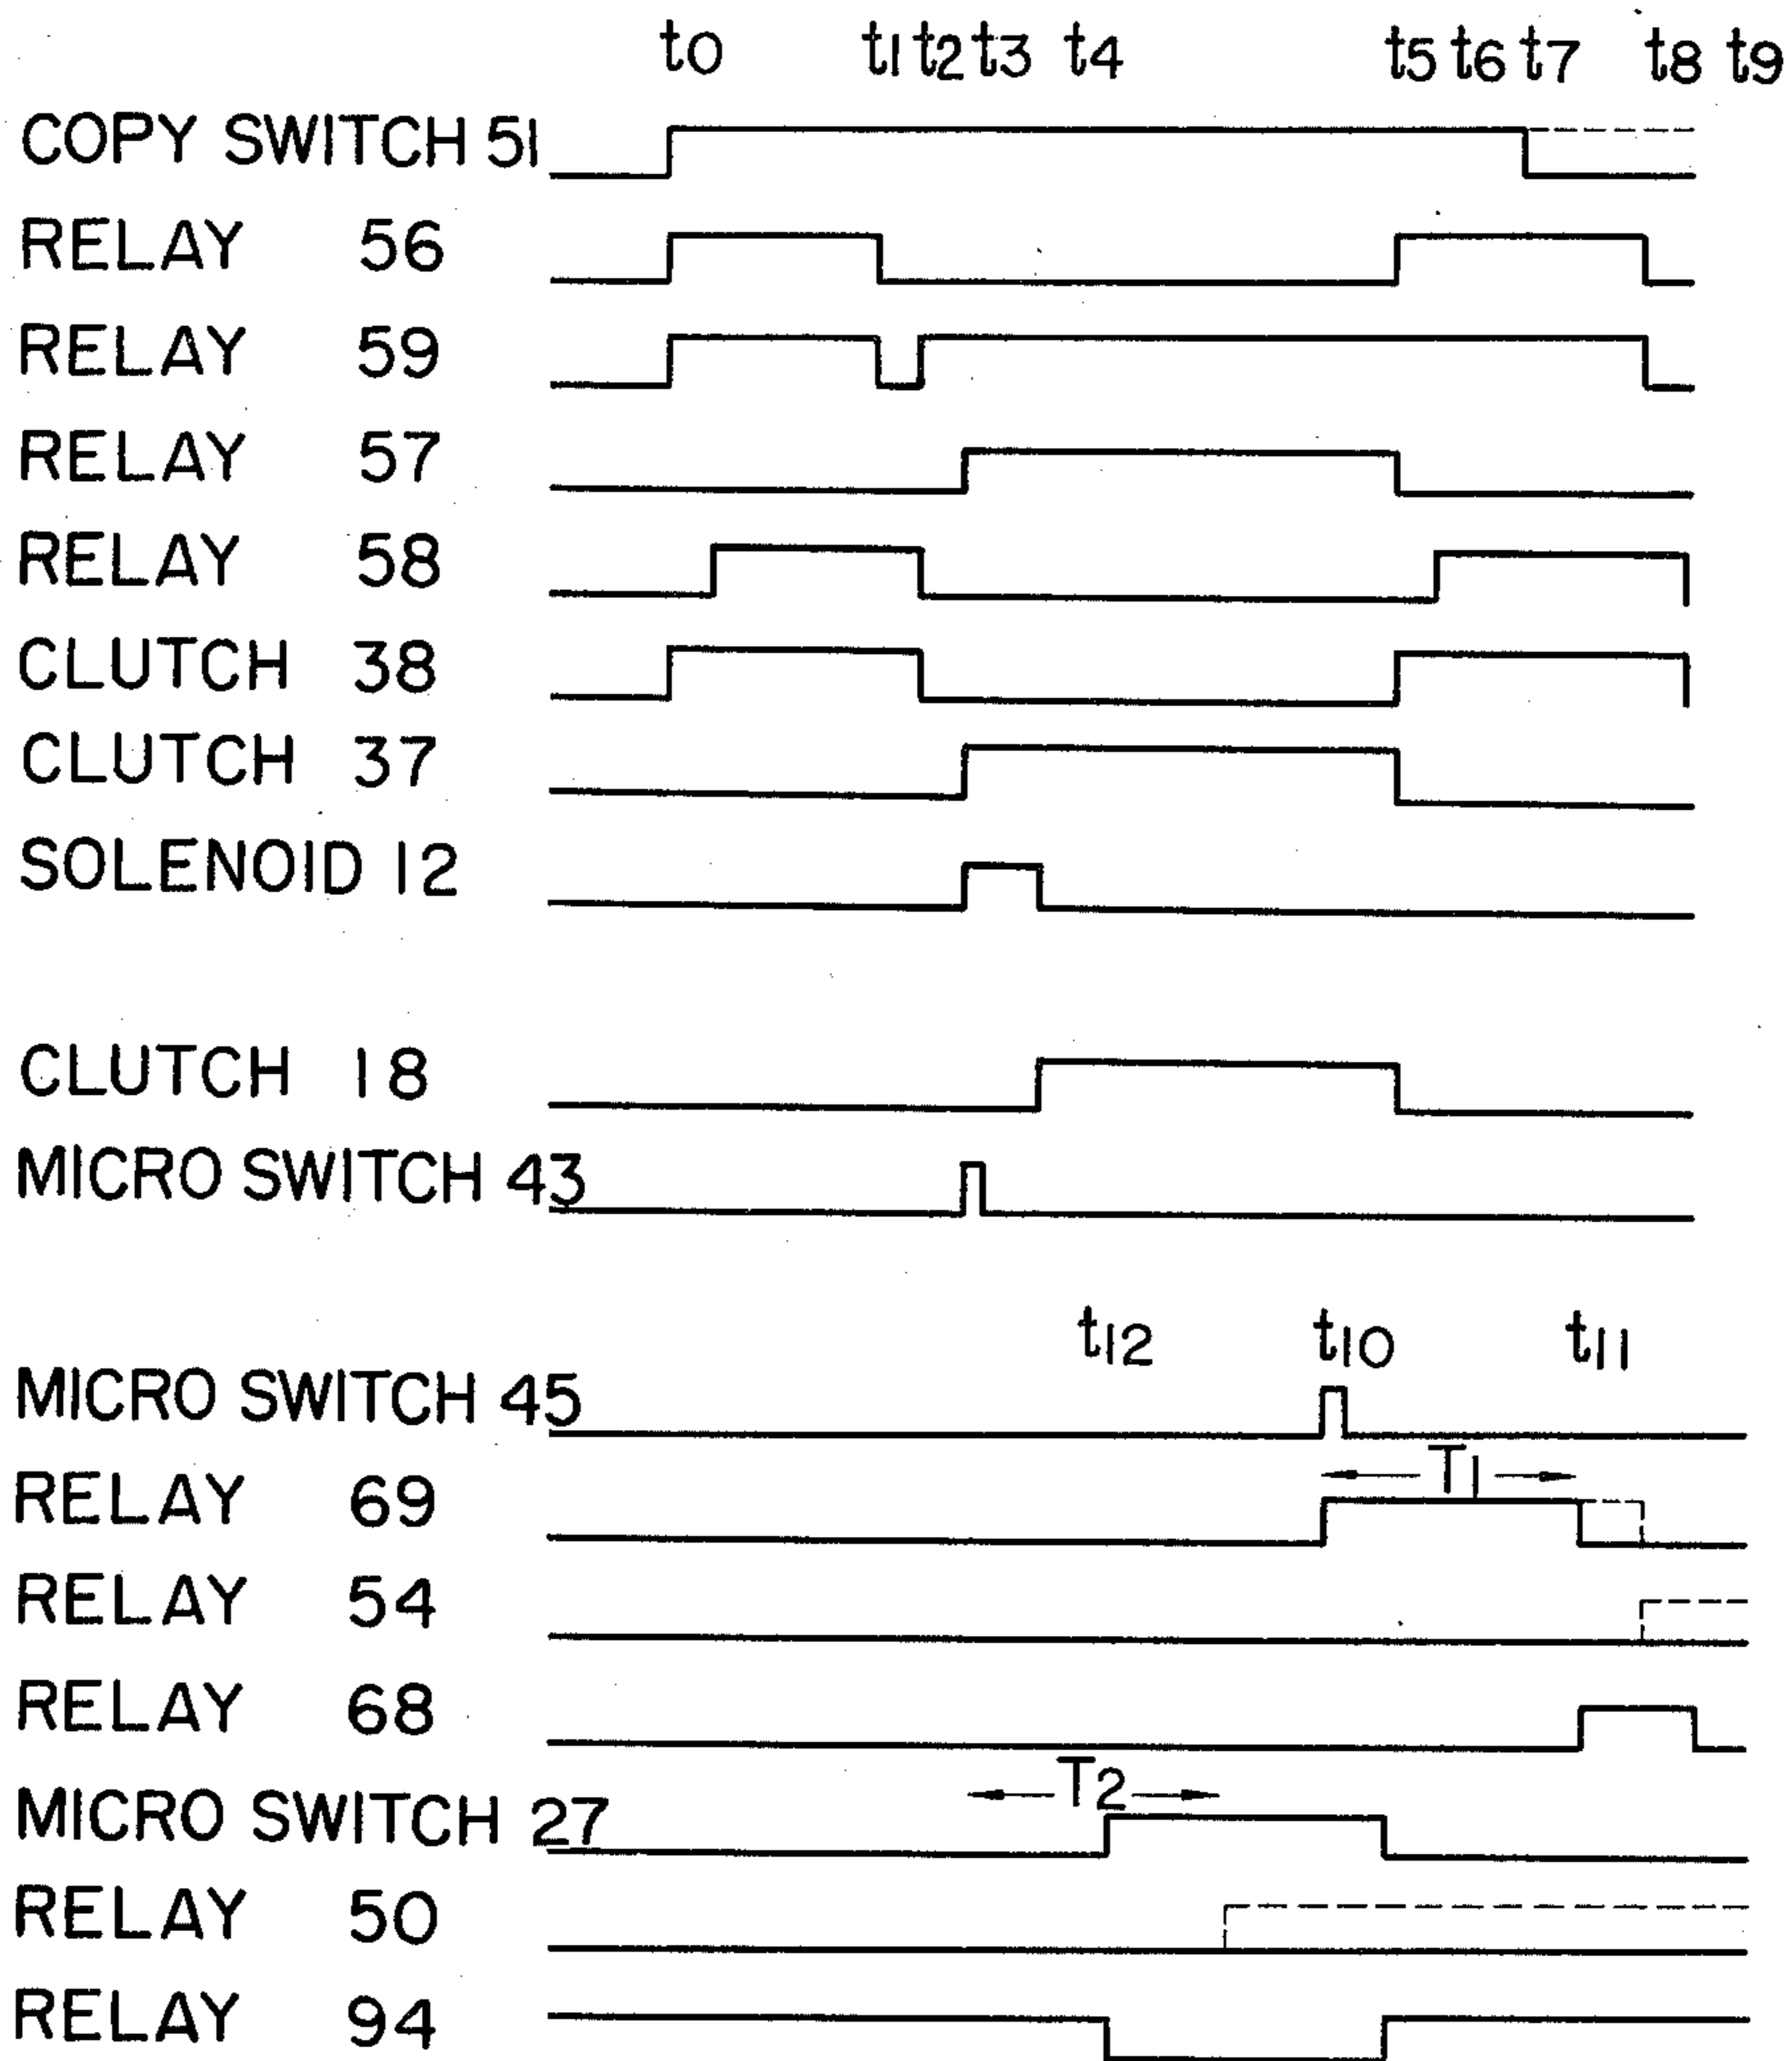 t0 t1 t2 t3 t4 t5 t6 t7 t8 t9
COPY SWITCH 51
RELAY 56
RELAY 59
RELAY 57
RELAY 58
CLUTCH 38
CLUTCH 37
SOLENOID 12
CLUTCH 18
MICRO SWITCH 43
t12 t10 t11
MICRO SWITCH 45
T1
RELAY 69
RELAY 54
RELAY 68
T2
MICRO SWITCH 27
RELAY 50
RELAY 94